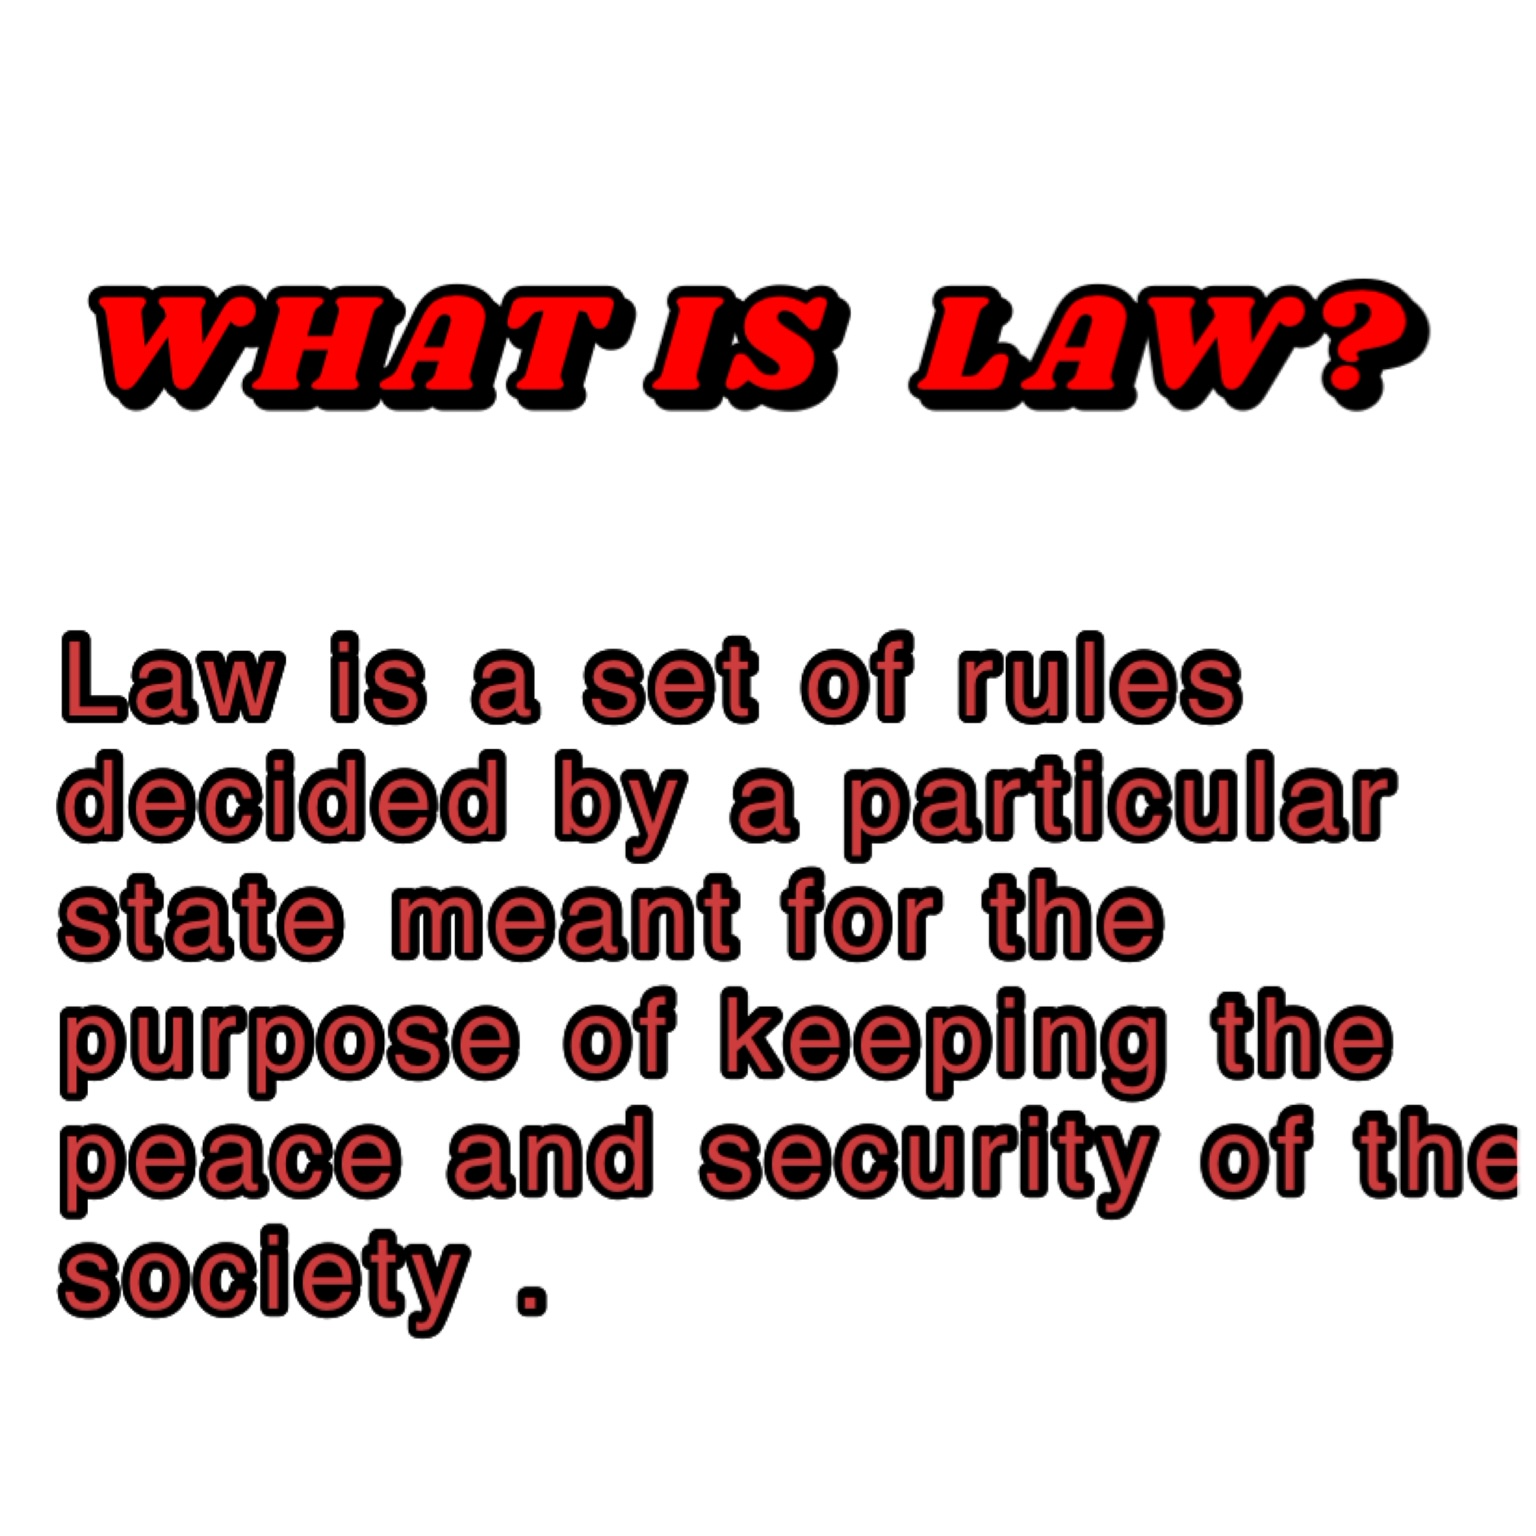 WHAT IS LAW?
Law is a set of rules
decided by a particular
state meant for the
purpose of keeping the
peace and security of the
society .